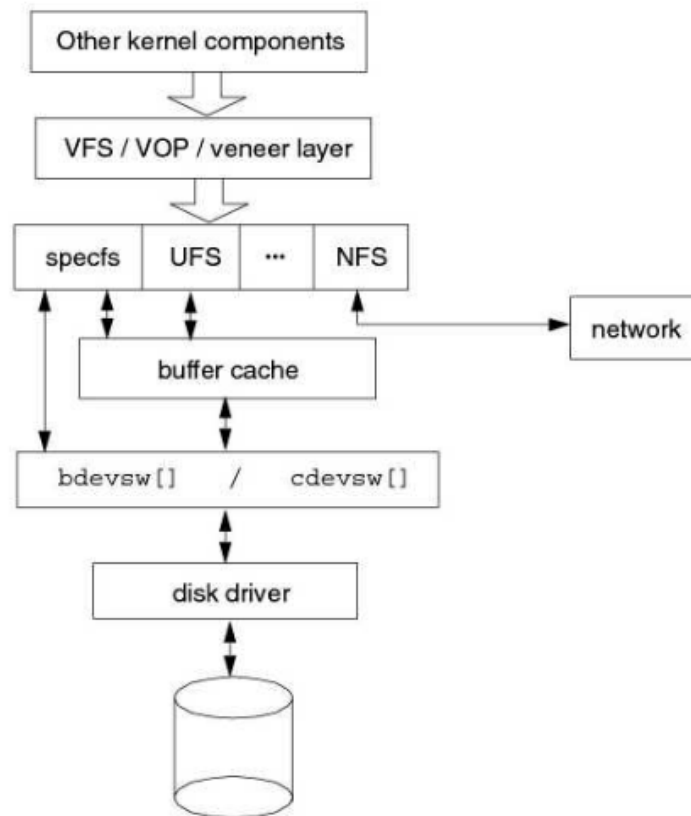 Other kernel components
VFS / VOP / veneer layer
specfs UFS ... NFS
network
buffer cache
bdevsw[] / cdevsw[]
disk driver